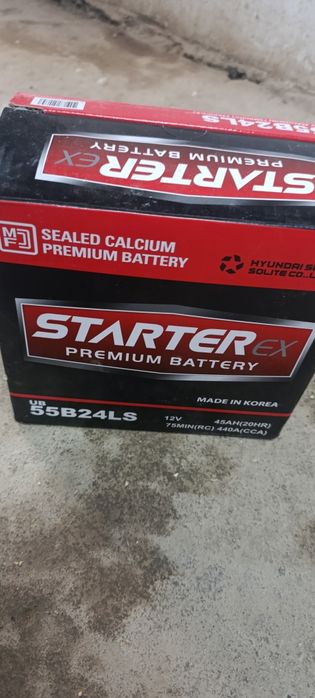 55B24LS
STARTER EX
PREMIUM BATTERY
MF
SEALED CALCIUM
PREMIUM BATTERY
HYUNDAI
SOLITE CO.,
STARTER EX
PREMIUM BATTERY
MADE IN KOREA
UB
55B24LS
12V 45AH(20HR)
75MIN(RC) 440A(CCA)